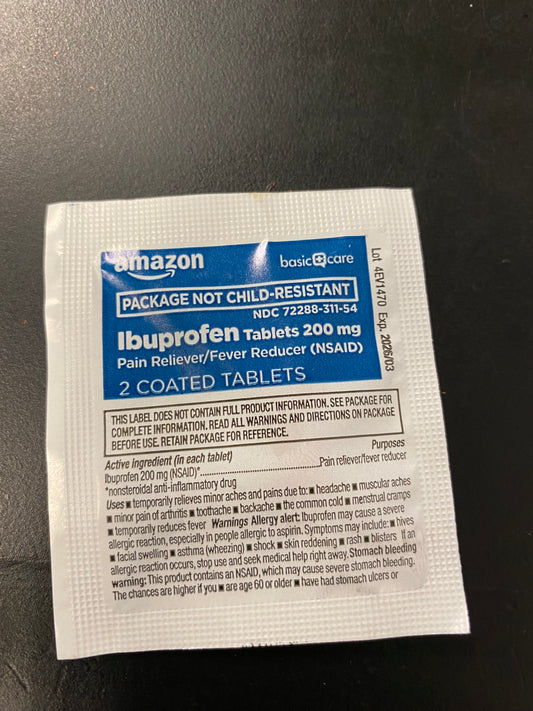 amazon
basic care
PACKAGE NOT CHILD-RESISTANT
NDC 72288-311-54
Ibuprofen Tablets 200 mg
Pain Reliever/Fever Reducer (NSAID)
2 COATED TABLETS
Lot 4EV1470 Exp. 2026/03
THIS LABEL DOES NOT CONTAIN FULL PRODUCT INFORMATION. SEE PACKAGE FOR
COMPLETE INFORMATION. READ ALL WARNINGS AND DIRECTIONS ON PACKAGE
BEFORE USE. RETAIN PACKAGE FOR REFERENCE.
Active ingredient (in each tablet) Purposes
Ibuprofen 200 mg (NSAID)*..........Pain reliever/fever reducer
*nonsteroidal anti-inflammatory drug
Uses ■ temporarily relieves minor aches and pains due to: ■ headache ■ muscular aches
■ minor pain of arthritis ■ toothache ■ backache ■ the common cold ■ menstrual cramps
■ temporarily reduces fever Warnings Allergy alert: Ibuprofen may cause a severe
allergic reaction, especially in people allergic to aspirin. Symptoms may include: ■ hives
■ facial swelling ■ asthma (wheezing) ■ shock ■ skin reddening ■ rash ■ blisters If an
allergic reaction occurs, stop use and seek medical help right away. Stomach bleeding
warning: This product contains an NSAID, which may cause severe stomach bleeding.
The chances are higher if you ■ are age 60 or older ■ have had stomach ulcers or